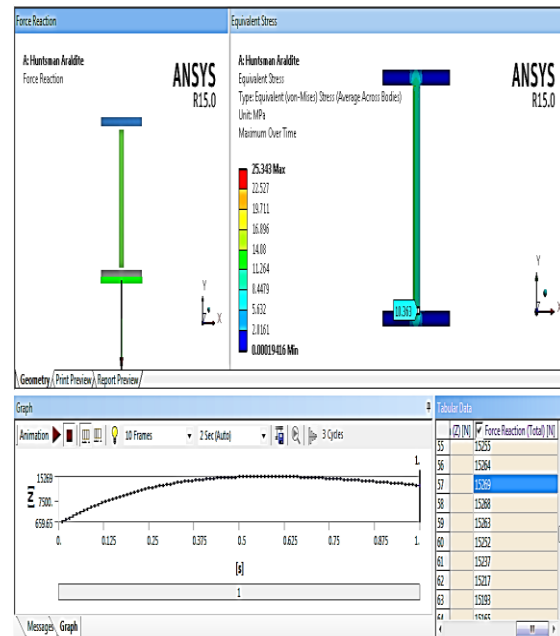 Force Reaction
A: Huntsman Araldite
Force Reaction
ANSYS
R15.0
Y
X
Geometry / Print Preview / Report Preview
Equivalent Stress
A: Huntsman Araldite
Equivalent Stress
Type: Equivalent (von-Mises) Stress (Average Across Bodies)
Unit: MPa
Maximum Over Time
25.343 Max
22.527
19.711
16.896
14.08
11.264
8.4479
5.632
2.8161
0.00019416 Min
10.363
ANSYS
R15.0
Y
X
Graph
Animation 10 Frames 2 Sec (Auto) 3 Cycles
1.
15269
7500.
659.65
[N]
0. 0.125 0.25 0.375 0.5 0.625 0.75 0.875 1.
[s]
1
Messages Graph
Tabular Data
(Z) [N] Force Reaction (Total) [N]
55 15255
56 15264
57 15269
58 15268
59 15263
60 15252
61 15237
62 15217
63 15193
64 15165